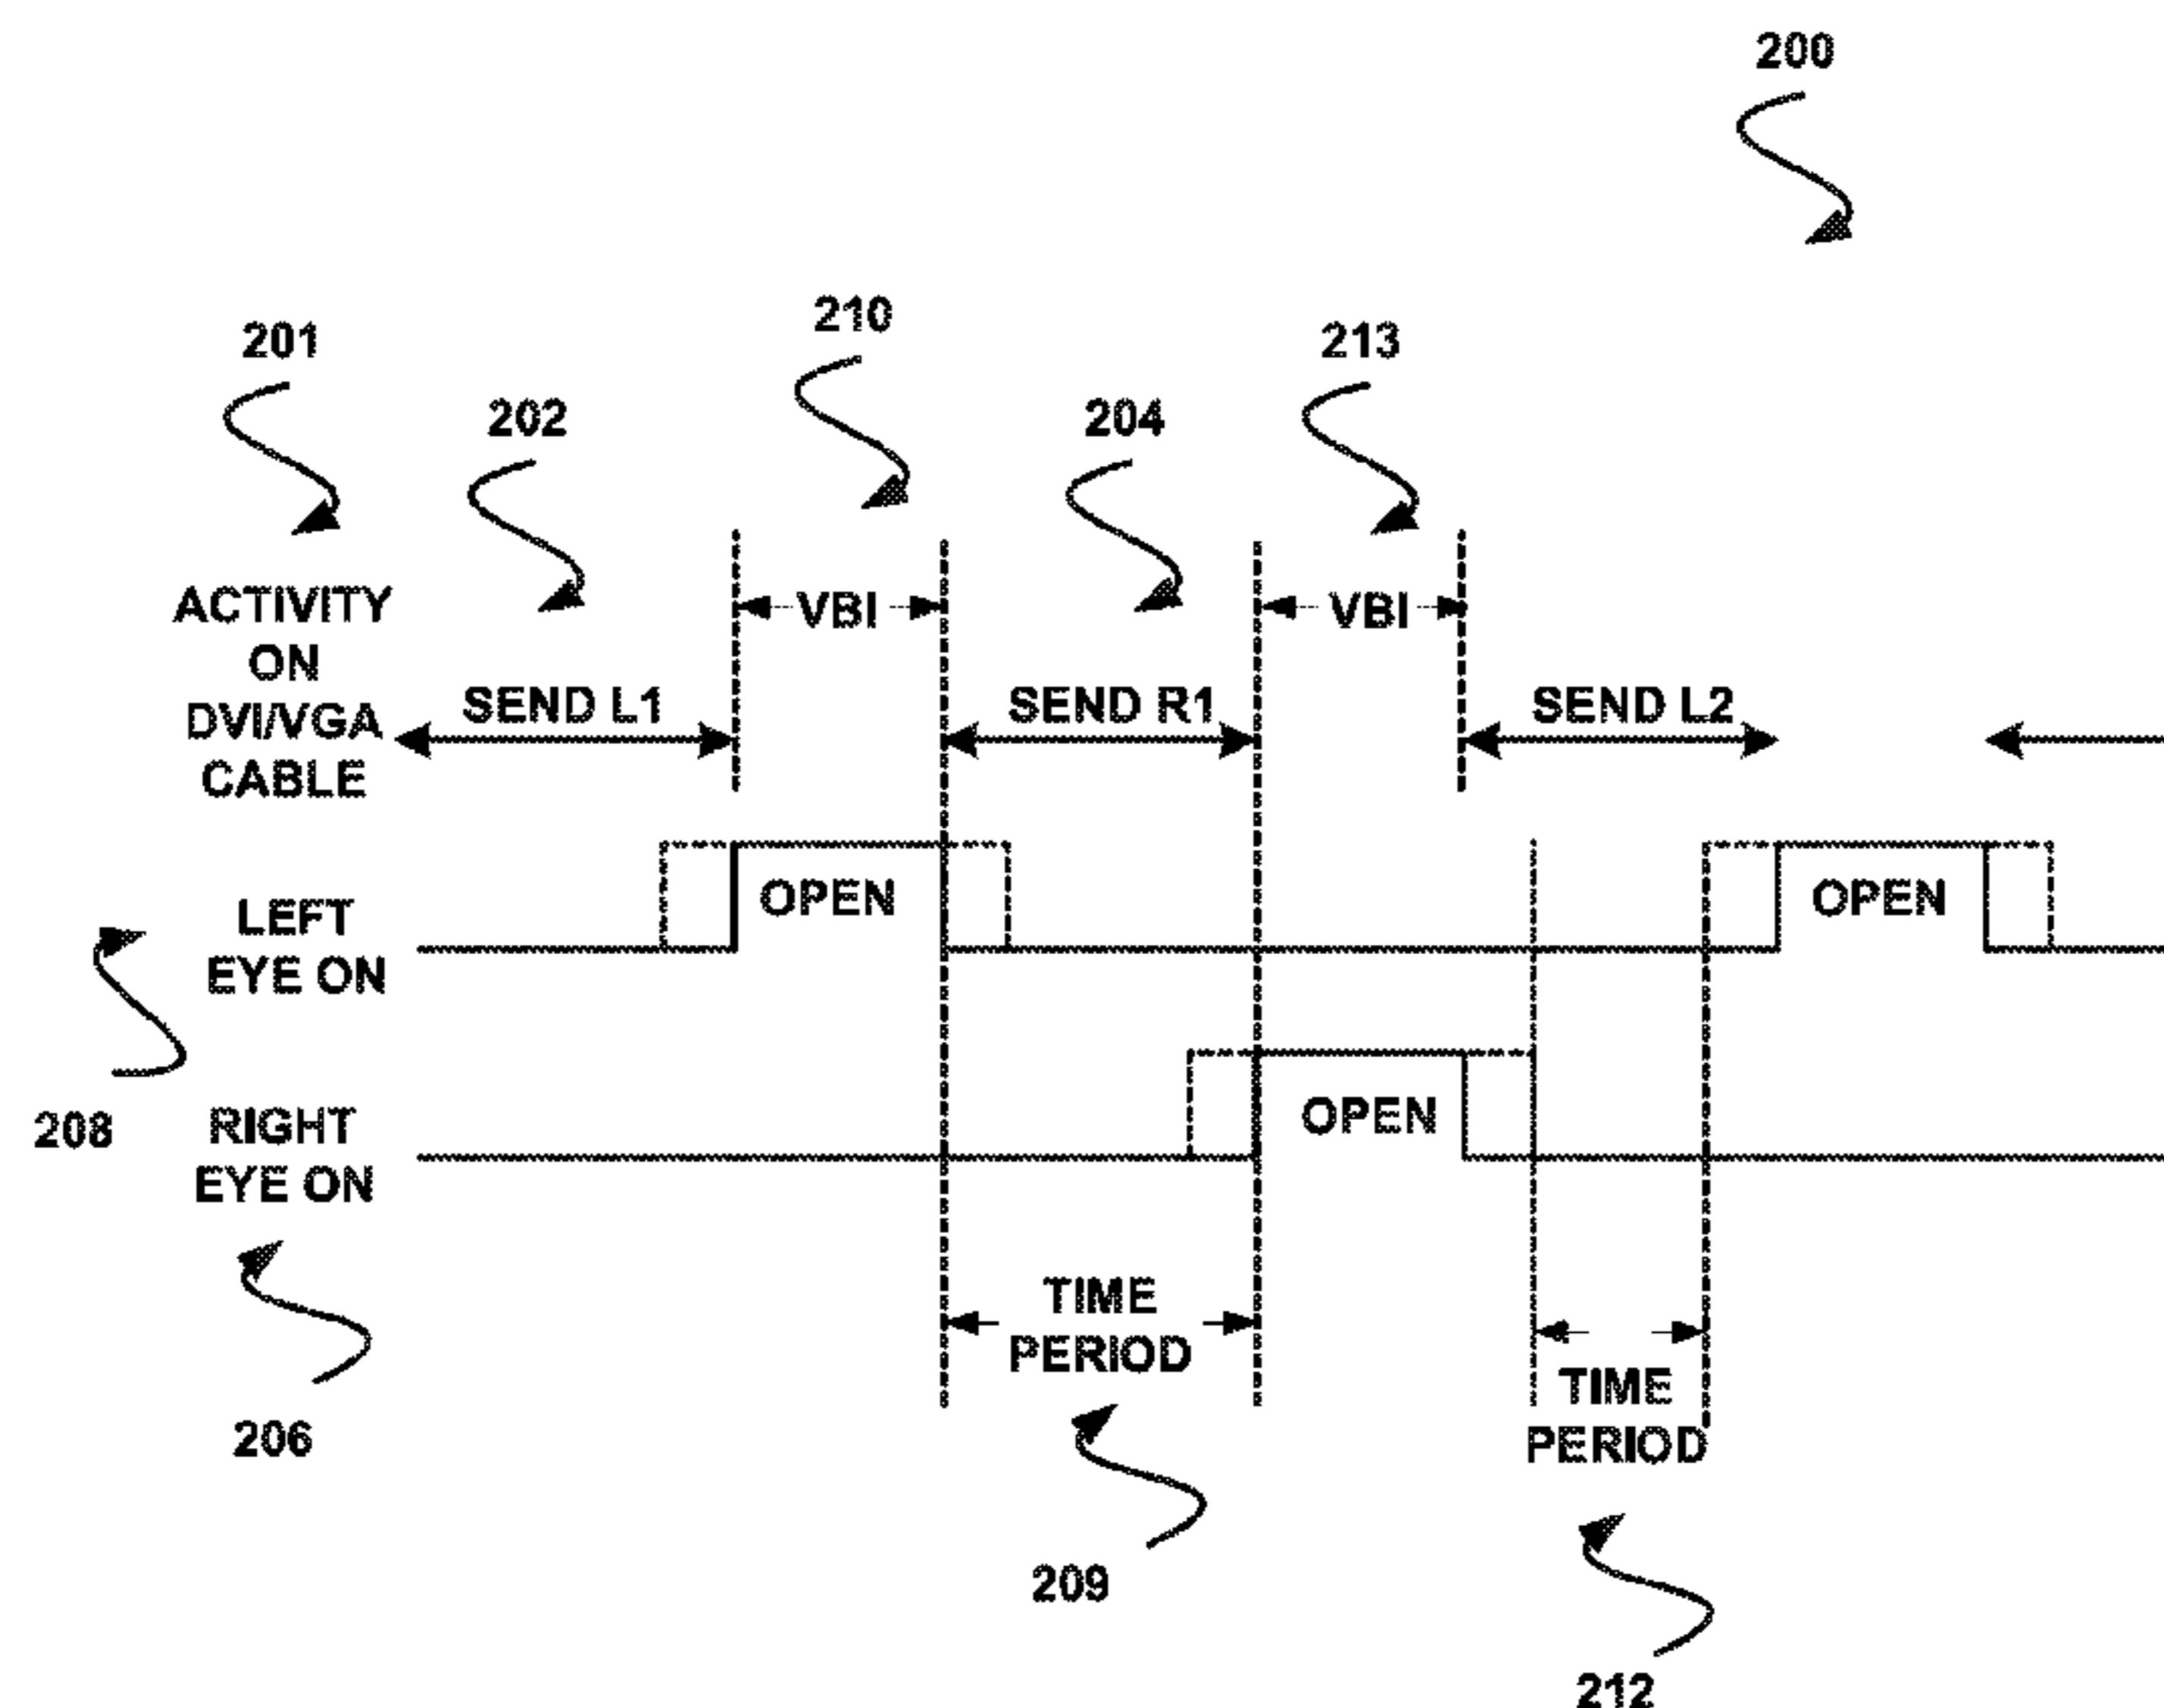 200
210
213
201
202
204
ACTIVITY
ON
DVI/VGA
CABLE
VBI
VBI
SEND L1
SEND R1
SEND L2
LEFT
EYE ON
OPEN
OPEN
208
RIGHT
EYE ON
OPEN
206
TIME
PERIOD
TIME
PERIOD
209
212